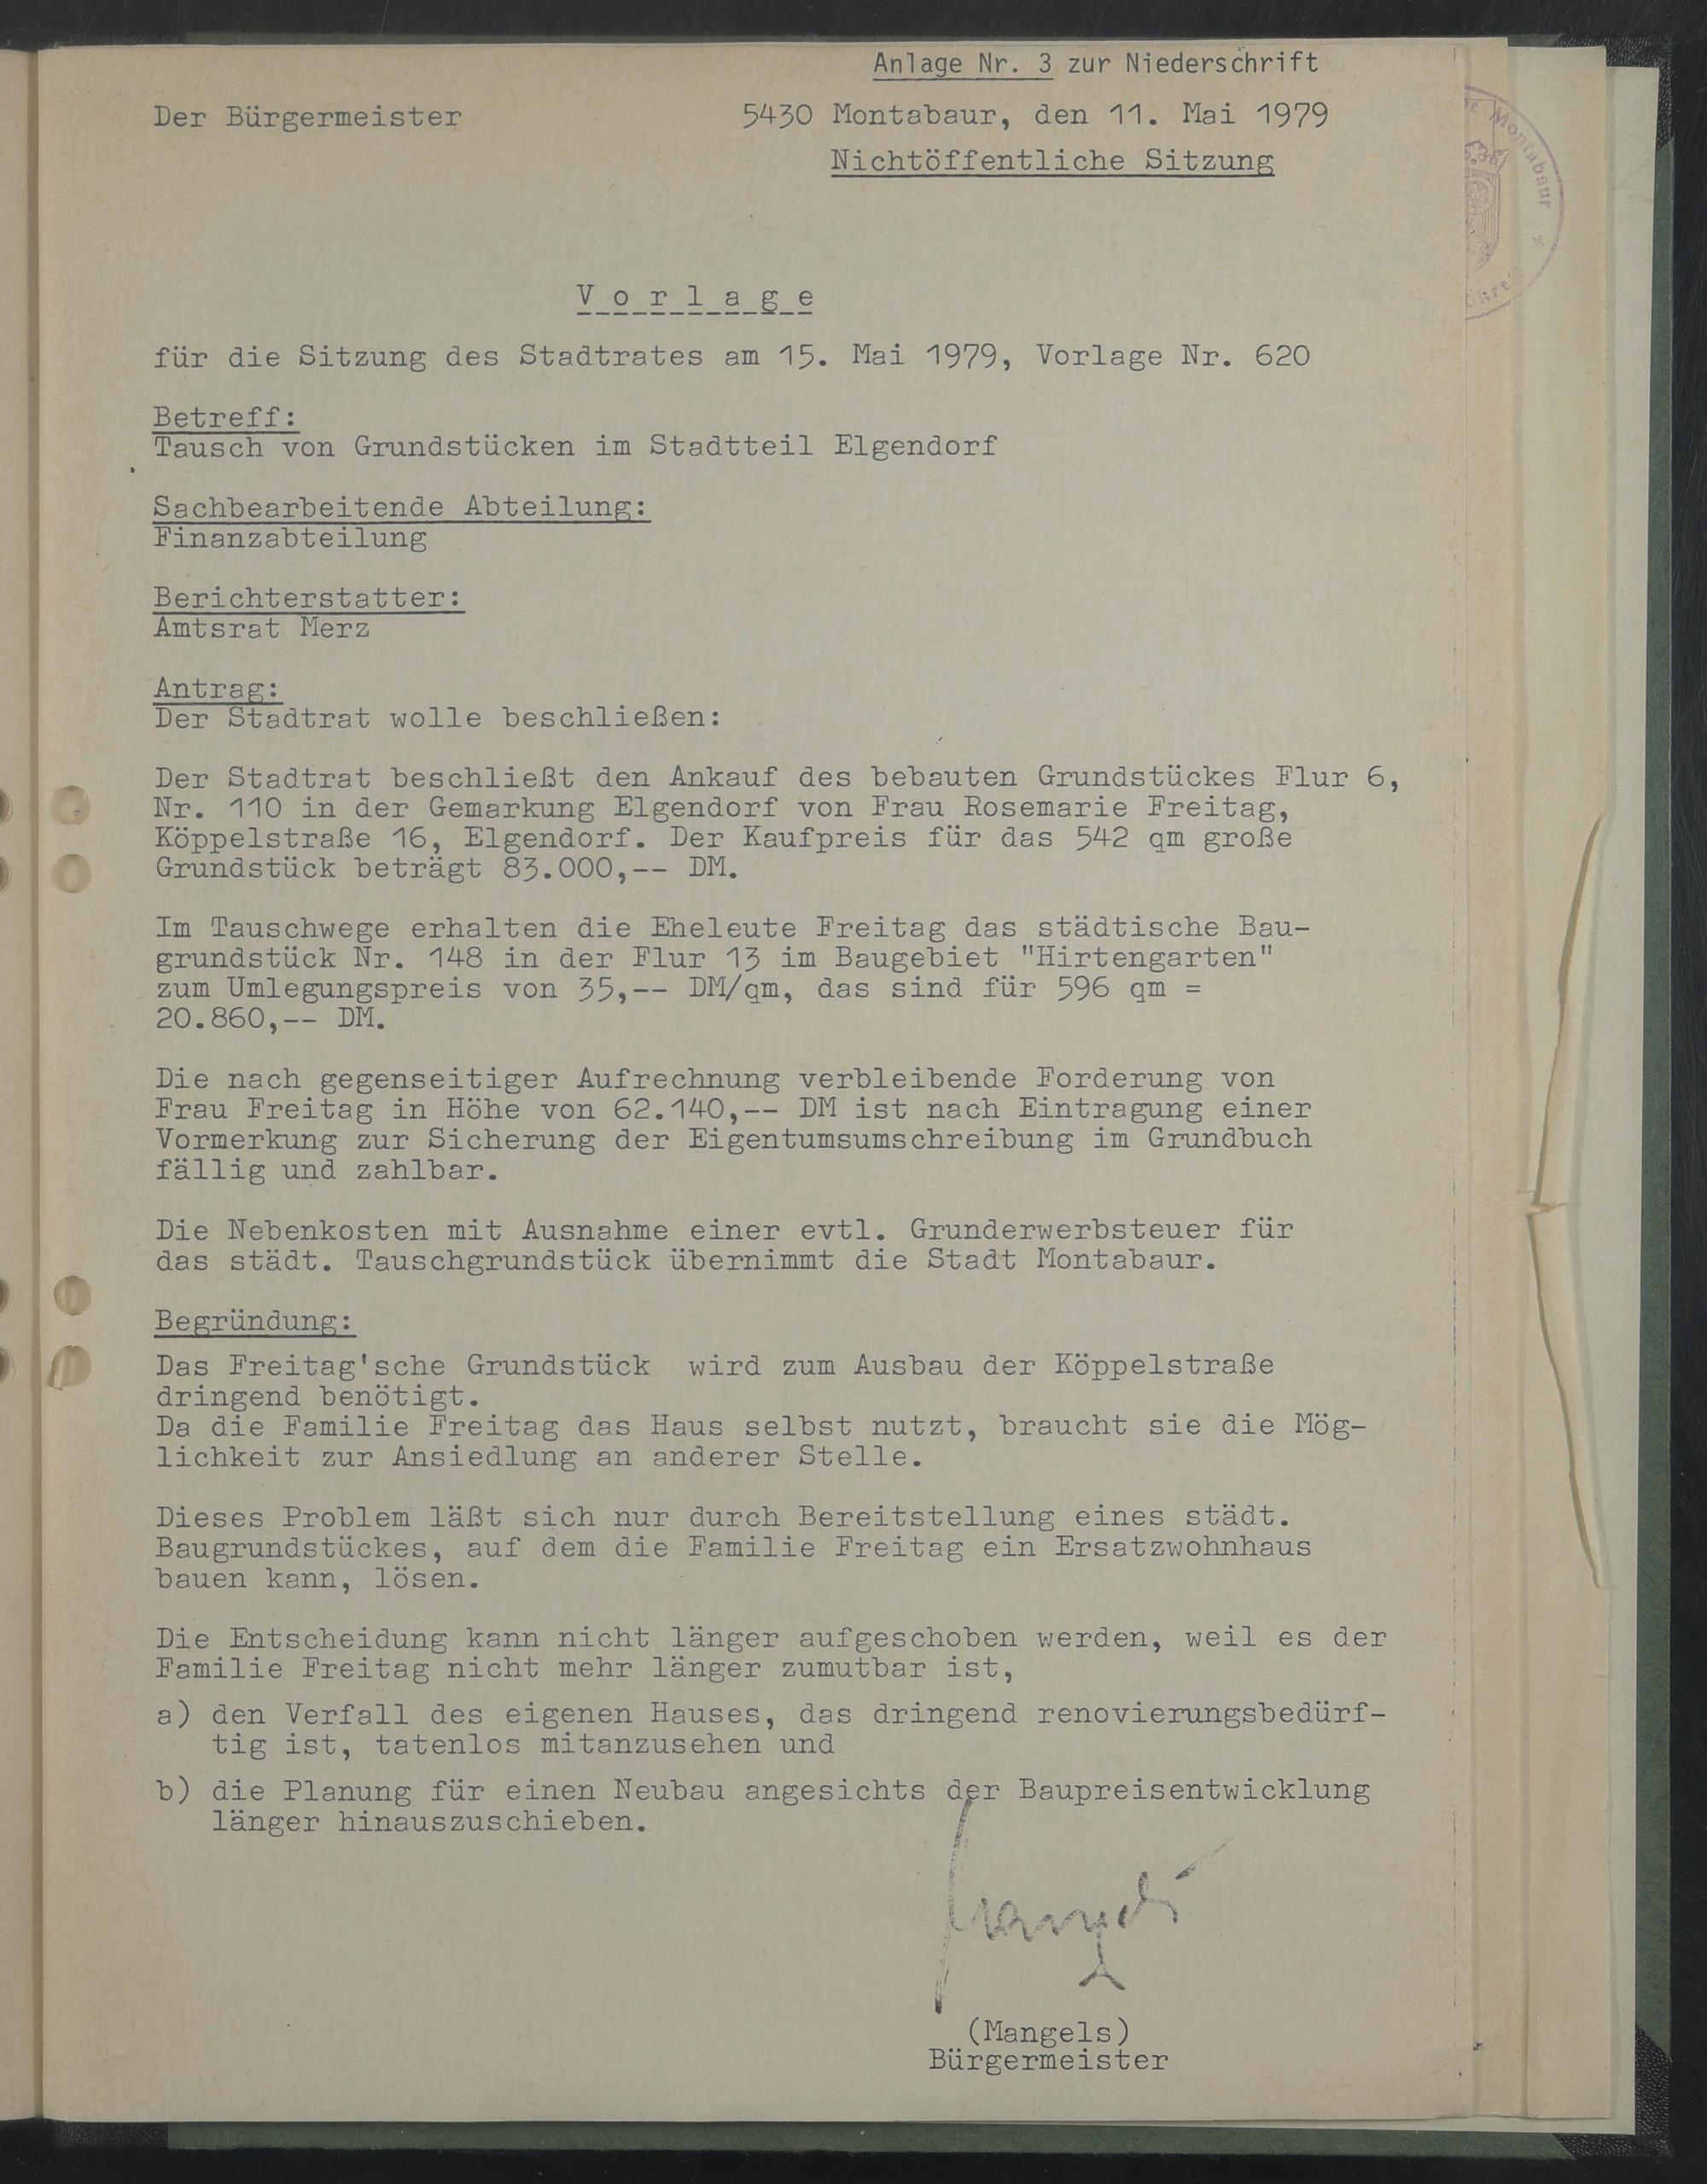 Anlage Nr. 3 zur Niederschrift
Der Bürgermeister 5430 Montabaur, den 11. Mai 1979
Nichtöffentliche Sitzung
Montabaur
V o r l a g e
für die Sitzung des Stadtrates am 15. Mai 1979, Vorlage Nr. 620
Betreff:
Tausch von Grundstücken im Stadtteil Elgendorf
Sachbearbeitende Abteilung:
Finanzabteilung
Berichterstatter:
Amtsrat Merz
Antrag:
Der Stadtrat wolle beschließen:
Der Stadtrat beschließt den Ankauf des bebauten Grundstückes Flur 6,
Nr. 110 in der Gemarkung Elgendorf von Frau Rosemarie Freitag,
Köppelstraße 16, Elgendorf. Der Kaufpreis für das 542 qm große
Grundstück beträgt 83.000,-- DM.
Im Tauschwege erhalten die Eheleute Freitag das städtische Bau-
grundstück Nr. 148 in der Flur 13 im Baugebiet "Hirtengarten"
zum Umlegungspreis von 35,-- DM/qm, das sind für 596 qm =
20.860,-- DM.
Die nach gegenseitiger Aufrechnung verbleibende Forderung von
Frau Freitag in Höhe von 62.140,-- DM ist nach Eintragung einer
Vormerkung zur Sicherung der Eigentumsumschreibung im Grundbuch
fällig und zahlbar.
Die Nebenkosten mit Ausnahme einer evtl. Grunderwerbsteuer für
das städt. Tauschgrundstück übernimmt die Stadt Montabaur.
Begründung:
Das Freitag'sche Grundstück wird zum Ausbau der Köppelstraße
dringend benötigt.
Da die Familie Freitag das Haus selbst nutzt, braucht sie die Mög-
lichkeit zur Ansiedlung an anderer Stelle.
Dieses Problem läßt sich nur durch Bereitstellung eines städt.
Baugrundstückes, auf dem die Familie Freitag ein Ersatzwohnhaus
bauen kann, lösen.
Die Entscheidung kann nicht länger aufgeschoben werden, weil es der
Familie Freitag nicht mehr länger zumutbar ist,
a) den Verfall des eigenen Hauses, das dringend renovierungsbedürf-
tig ist, tatenlos mitanzusehen und
b) die Planung für einen Neubau angesichts der Baupreisentwicklung
länger hinauszuschieben.
(Mangels)
Bürgermeister